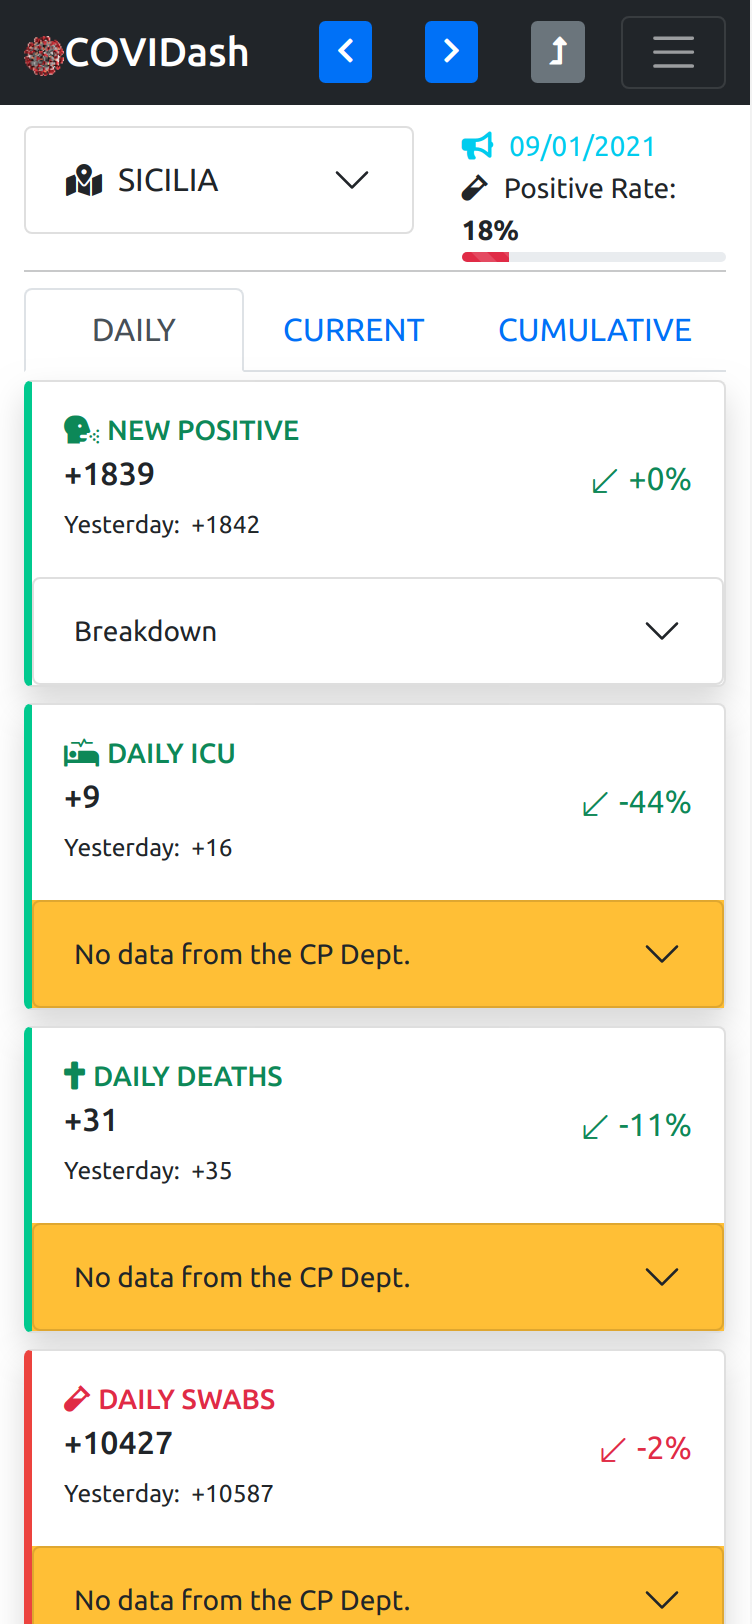 COVIDash
SICILIA
09/01/2021
Positive Rate:
18%
DAILY
CURRENT
CUMULATIVE
NEW POSITIVE
+1839
+0%
Yesterday: +1842
Breakdown
DAILY ICU
+9
-44%
Yesterday: +16
No data from the CP Dept.
DAILY DEATHS
+31
-11%
Yesterday: +35
No data from the CP Dept.
DAILY SWABS
+10427
-2%
Yesterday: +10587
No data from the CP Dept.